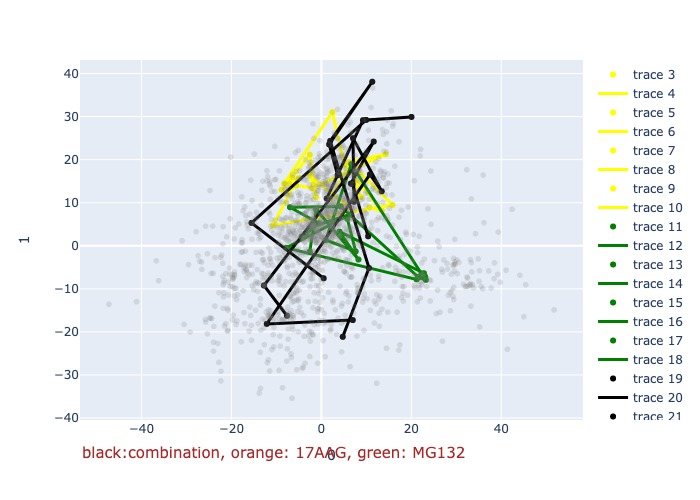 40
30
20
10
0
−10
−20
−30
−40
1
−40
−20
0
20
40
0
black:combination, orange: 17AAG, green: MG132
trace 3
trace 4
trace 5
trace 6
trace 7
trace 8
trace 9
trace 10
trace 11
trace 12
trace 13
trace 14
trace 15
trace 16
trace 17
trace 18
trace 19
trace 20
trace 21